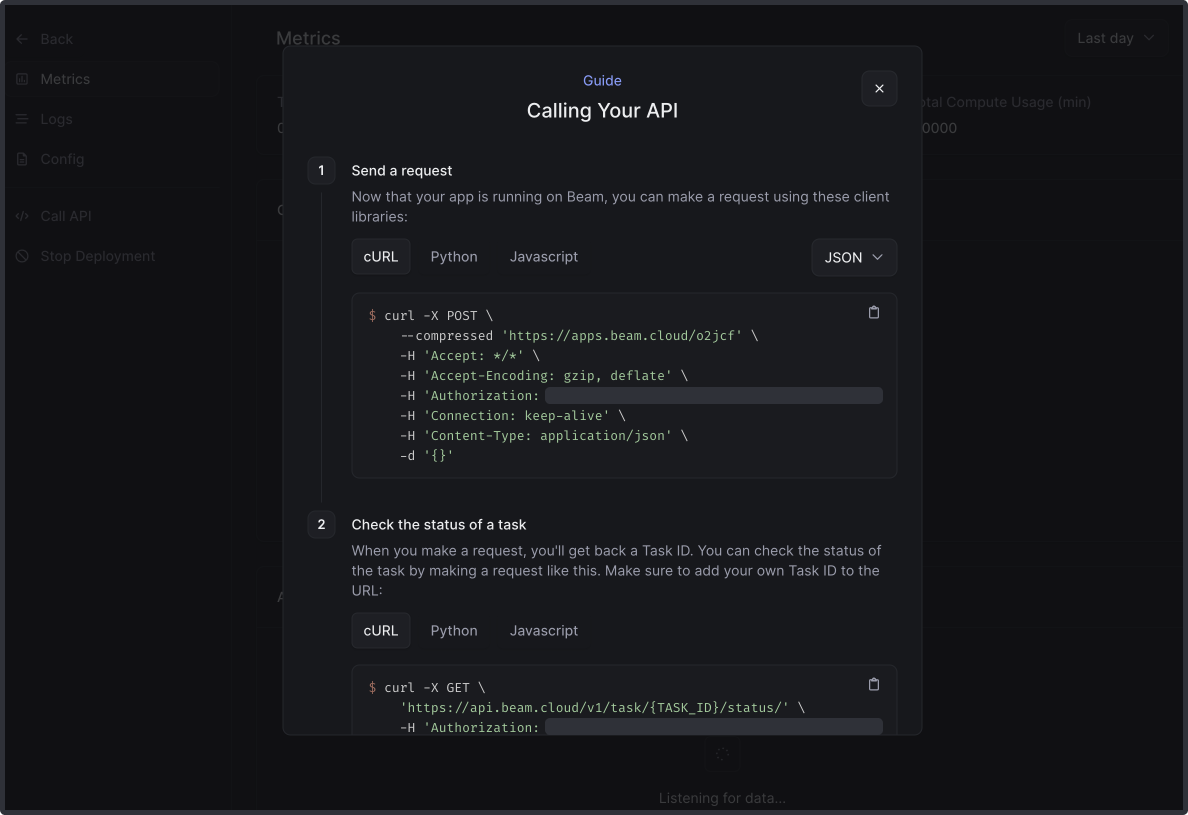 Back
Metrics
Logs
Config
Call API
Stop Deployment
Metrics
Last day
tal Compute Usage (min)
0000
Guide
Calling Your API
1
Send a request
Now that your app is running on Beam, you can make a request using these client
libraries:
cURL Python Javascript JSON
$ curl -X POST \
--compressed 'https://apps.beam.cloud/o2jcf' \
-H 'Accept: */*' \
-H 'Accept-Encoding: gzip, deflate' \
-H 'Authorization:
-H 'Connection: keep-alive' \
-H 'Content-Type: application/json' \
-d '{}'
2
Check the status of a task
When you make a request, you'll get back a Task ID. You can check the status of
the task by making a request like this. Make sure to add your own Task ID to the
URL:
cURL Python Javascript
$ curl -X GET \
'https://api.beam.cloud/v1/task/{TASK_ID}/status/' \
-H 'Authorization:
Listening for data...